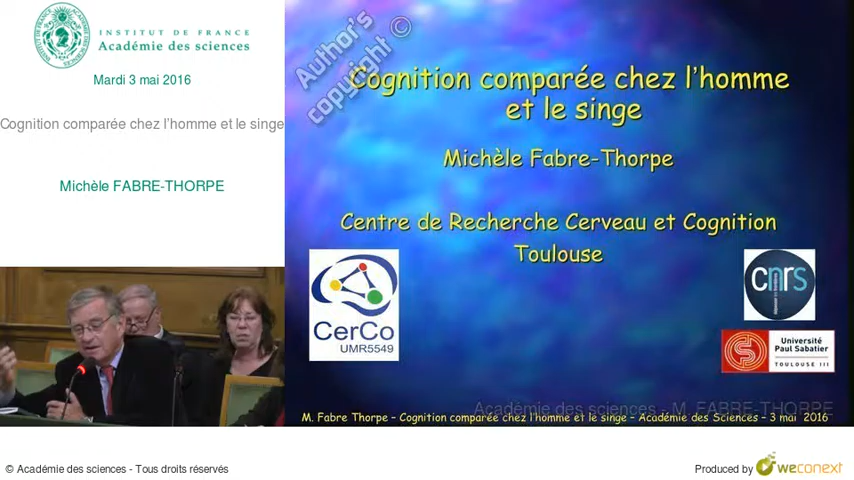 INSTITUT DE FRANCE
Académie des sciences
Mardi 3 mai 2016
Cognition comparée chez l'homme et le singe
Michèle FABRE-THORPE
Author's
copyright ©
Cognition comparée chez l'homme
et le singe
Michèle Fabre-Thorpe
Centre de Recherche Cerveau et Cognition
Toulouse
CerCo
UMR5549
cnrs
Université
Paul Sabatier
TOULOUSE III
Académie des sciences - M. FABRE-THORPE
M. Fabre Thorpe – Cognition comparée chez l'homme et le singe – Académie des Sciences – 3 mai 2016
© Académie des sciences - Tous droits réservés
Produced by weconext